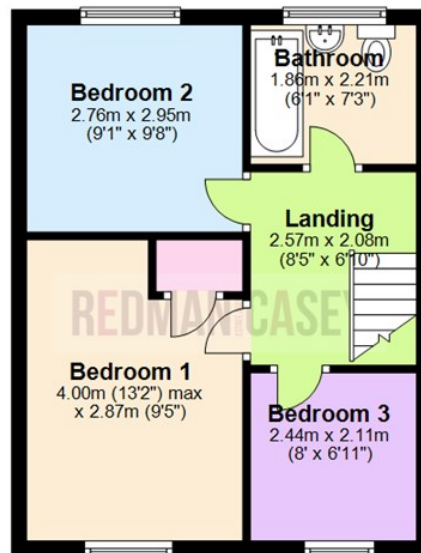 Bathroom
1.86m x 2.21m
(6'1" x 7'3")
Bedroom 2
2.76m x 2.95m
(9'1" x 9'8")
Landing
2.57m x 2.08m
(8'5" x 6'10")
REDMAN CASEY
Bedroom 1
4.00m (13'2") max
x 2.87m (9'5")
Bedroom 3
2.44m x 2.11m
(8' x 6'11")